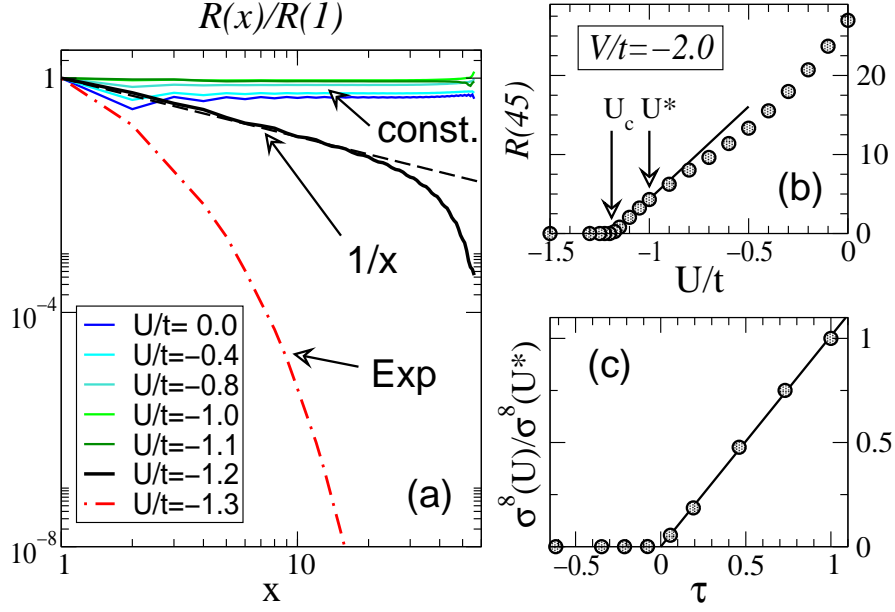 R(x)/R(1)
1
10^-4
10^-8
1
10
x
const.
1/x
Exp
(a)
U/t= 0.0
U/t=−0.4
U/t=−0.8
U/t=−1.0
U/t=−1.1
U/t=−1.2
U/t=−1.3
V/t=−2.0
U_c U*
(b)
R(45)
20
10
0
−1.5
−1
−0.5
0
U/t
(c)
σ^8(U)/σ^8(U*)
1
0.5
0
−0.5
0
0.5
1
τ